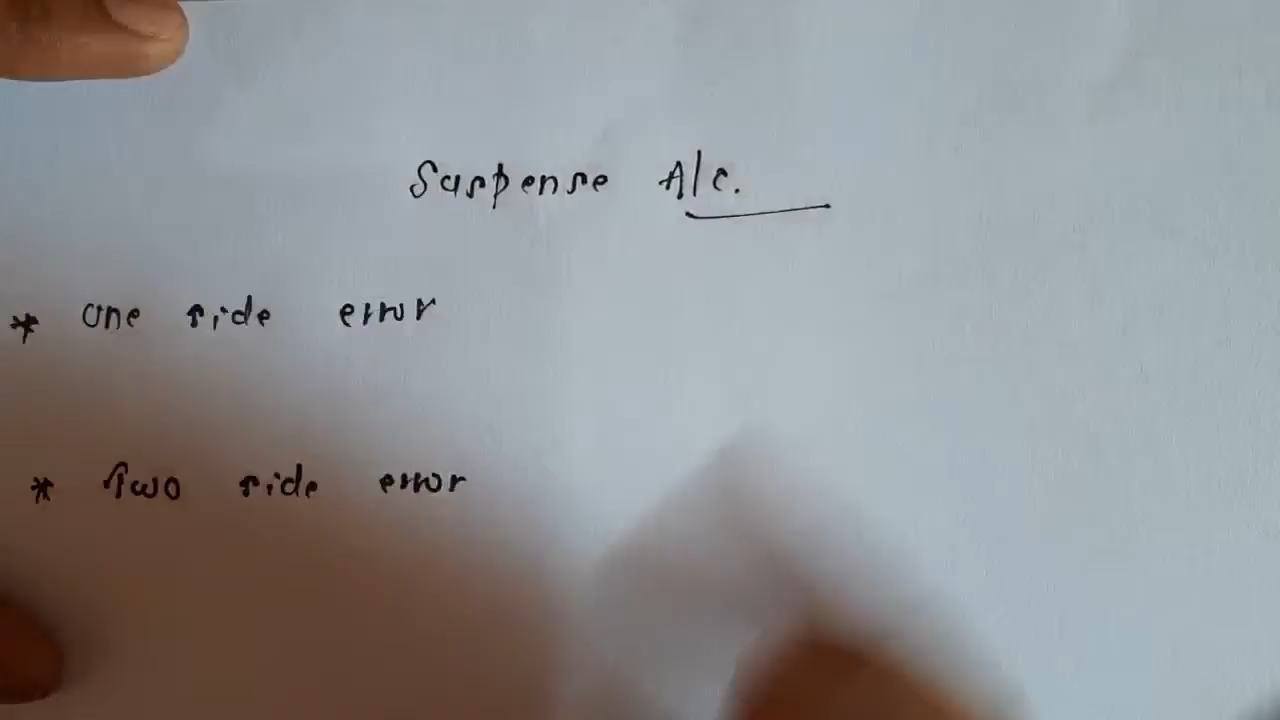 Suspense A/c.
* One side error
* Two side error